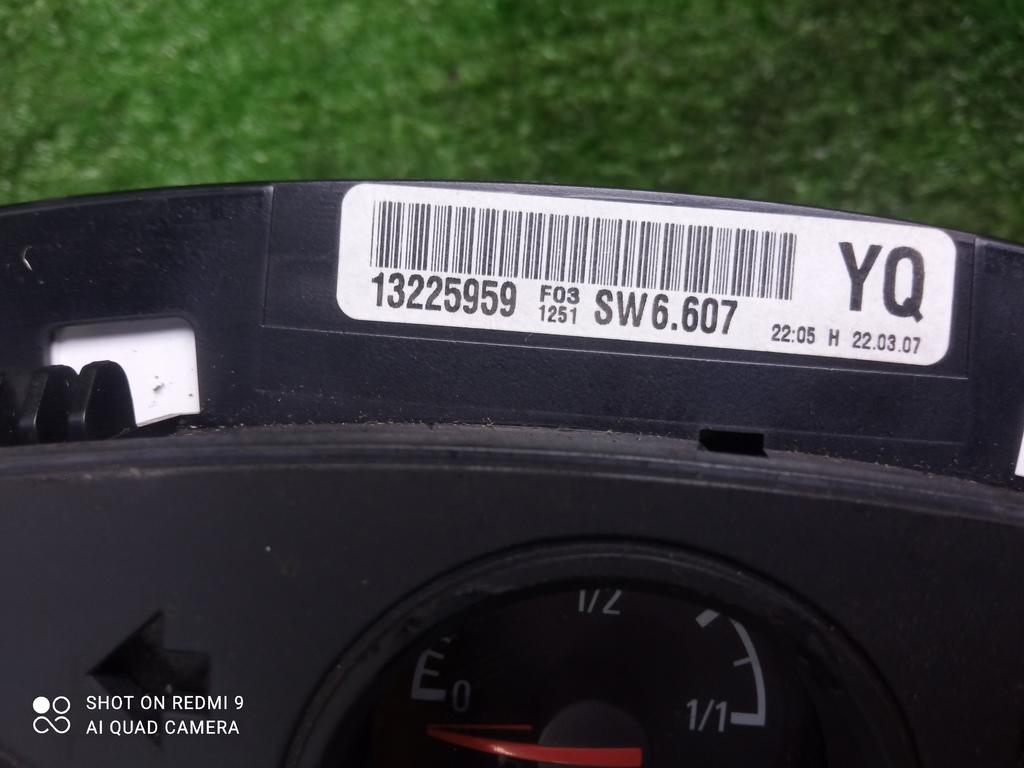 13225959 F03 1251 SW6.607 YQ
22:05 H 22.03.07
1/2
0
1/1
SHOT ON REDMI 9
AI QUAD CAMERA